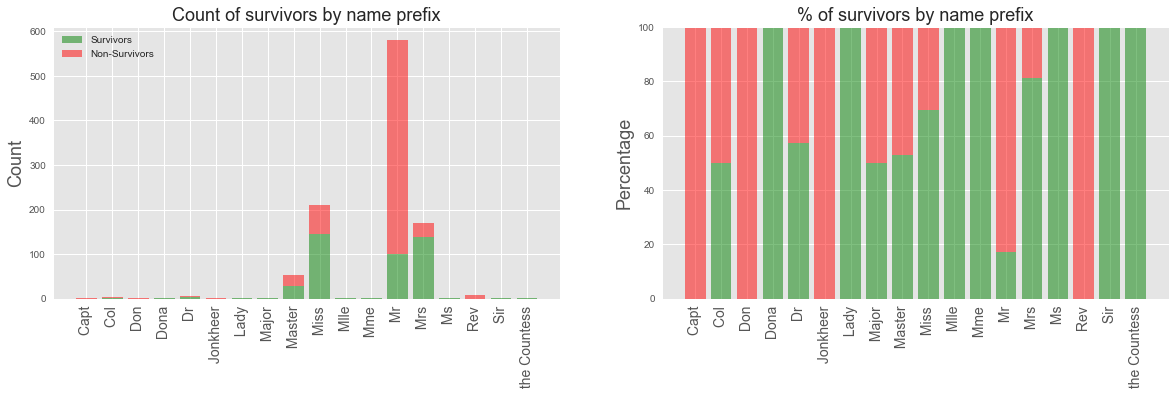 Count of survivors by name prefix
Survivors
Non-Survivors
Count
600
500
400
300
200
100
0
Capt
Col
Don
Dona
Dr
Jonkheer
Lady
Major
Master
Miss
Mlle
Mme
Mr
Mrs
Ms
Rev
Sir
the Countess
% of survivors by name prefix
Percentage
100
80
60
40
20
0
Capt
Col
Don
Dona
Dr
Jonkheer
Lady
Major
Master
Miss
Mlle
Mme
Mr
Mrs
Ms
Rev
Sir
the Countess